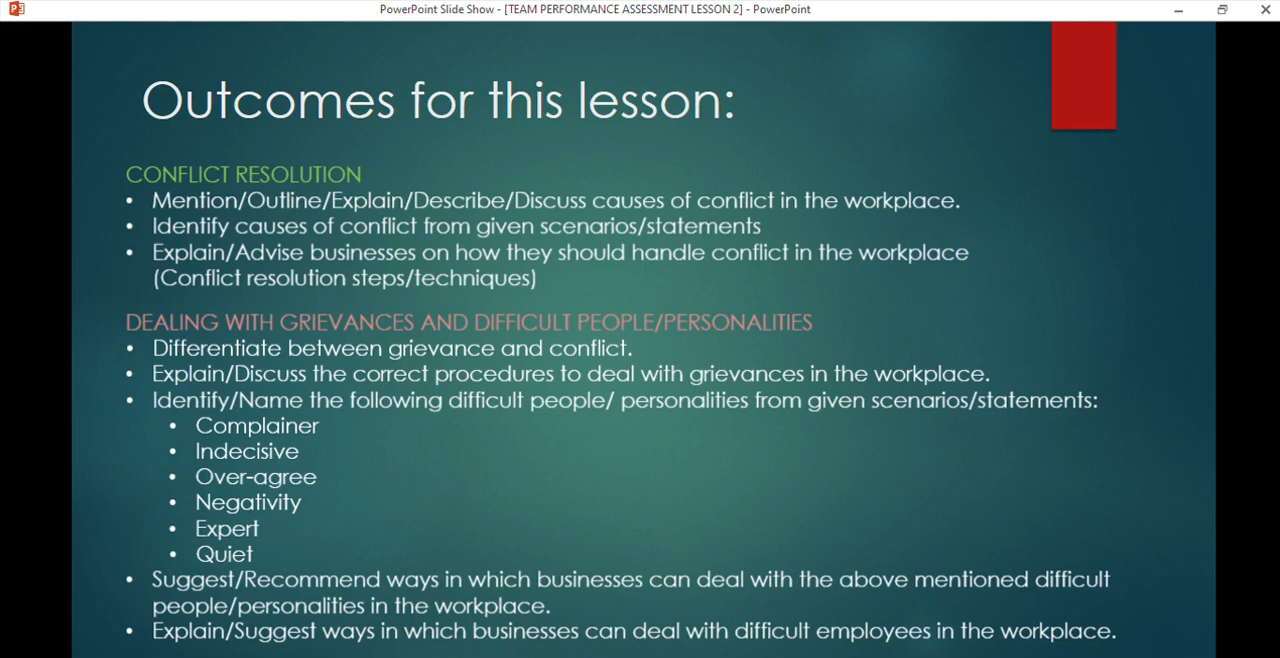 PowerPoint Slide Show - [TEAM PERFORMANCE ASSESSMENT LESSON 2] - PowerPoint
Outcomes for this lesson:
CONFLICT RESOLUTION
• Mention/Outline/Explain/Describe/Discuss causes of conflict in the workplace.
• Identify causes of conflict from given scenarios/statements
• Explain/Advise businesses on how they should handle conflict in the workplace
(Conflict resolution steps/techniques)
DEALING WITH GRIEVANCES AND DIFFICULT PEOPLE/PERSONALITIES
• Differentiate between grievance and conflict.
• Explain/Discuss the correct procedures to deal with grievances in the workplace.
• Identify/Name the following difficult people/ personalities from given scenarios/statements:
• Complainer
• Indecisive
• Over-agree
• Negativity
• Expert
• Quiet
• Suggest/Recommend ways in which businesses can deal with the above mentioned difficult
people/personalities in the workplace.
• Explain/Suggest ways in which businesses can deal with difficult employees in the workplace.